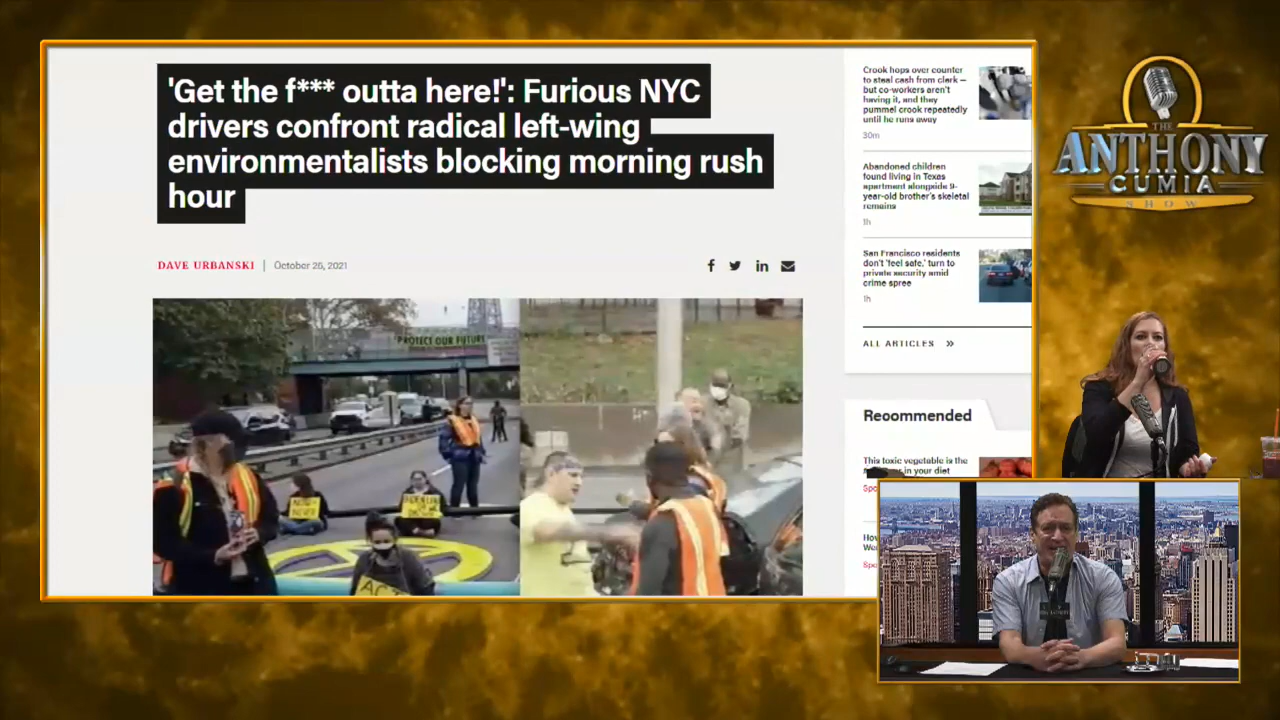 'Get the f*** outta here!': Furious NYC
drivers confront radical left-wing
environmentalists blocking morning rush
hour
DAVE URBANSKI | October 26, 2021
PROTECT OUR FUTURE
ACT
Crook hops over counter
to steal cash from clerk —
but co-workers aren't
having it, and they
pummel crook repeatedly
until he runs away
30m
Abandoned children
found living in Texas
apartment alongside 9-
year-old brother's skeletal
remains
1h
San Francisco residents
don't 'feel safe,' turn to
private security amid
crime spree
1h
ALL ARTICLES »
Recommended
This toxic vegetable is the
in your diet
THE
ANTHONY
CUMIA
SHOW